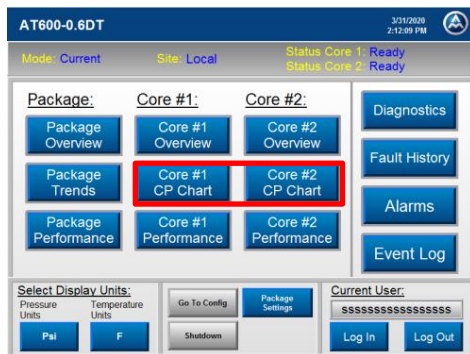 AT600-0.6DT
3/31/2020
2:12:09 PM
Mode: Current
Site: Local
Status Core 1: Ready
Status Core 2: Ready
Package:
Core #1:
Core #2:
Package
Overview
Core #1
Overview
Core #2
Overview
Package
Trends
Core #1
CP Chart
Core #2
CP Chart
Package
Performance
Core #1
Performance
Core #2
Performance
Diagnostics
Fault History
Alarms
Event Log
Select Display Units:
Pressure
Units
Temperature
Units
Psi
F
Go To Config
Package
Settings
Shutdown
Current User:
sssssssssssssssss
Log In
Log Out